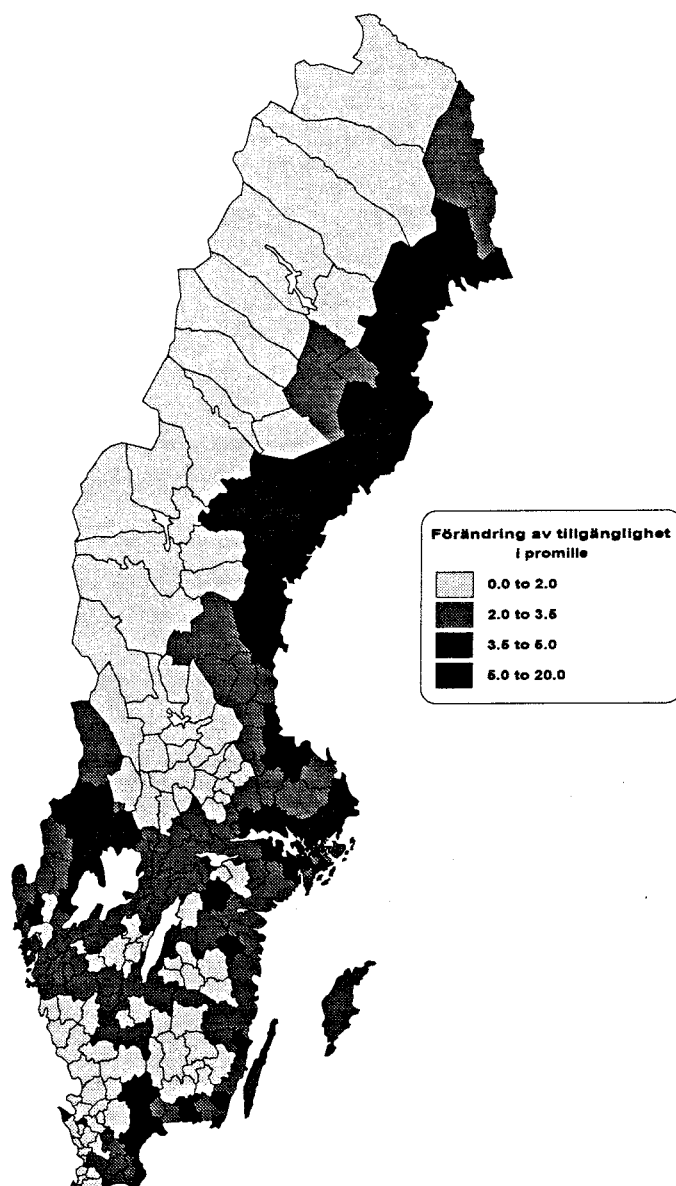 Förändring av tillgänglighet
i promille
0.0 to 2.0
2.0 to 3.5
3.5 to 5.0
5.0 to 20.0